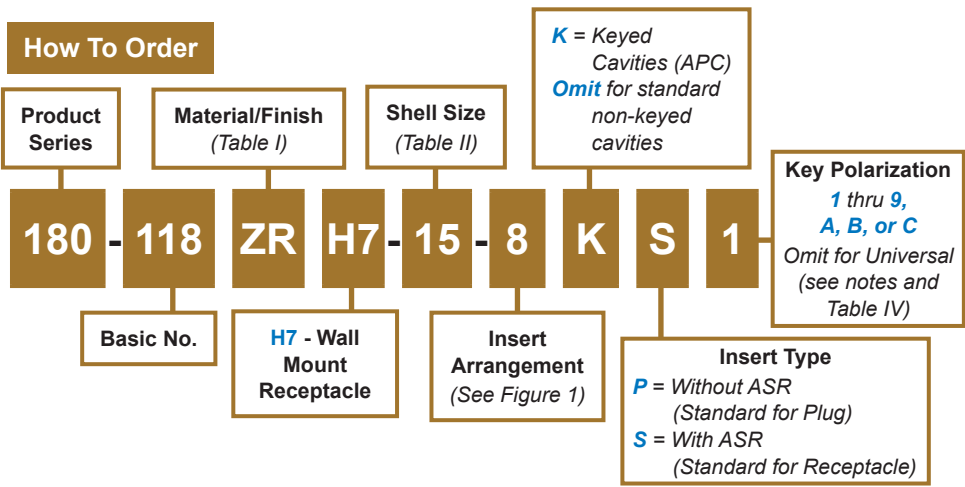 How To Order
K = Keyed
Cavities (APC)
Omit for standard
non-keyed
cavities
Product
Series
Material/Finish
(Table I)
Shell Size
(Table II)
Key Polarization
1 thru 9,
A, B, or C
Omit for Universal
(see notes and
Table IV)
180 - 118 ZR H7 - 15 - 8 K S 1
Basic No.
H7 - Wall
Mount
Receptacle
Insert
Arrangement
(See Figure 1)
Insert Type
P = Without ASR
(Standard for Plug)
S = With ASR
(Standard for Receptacle)